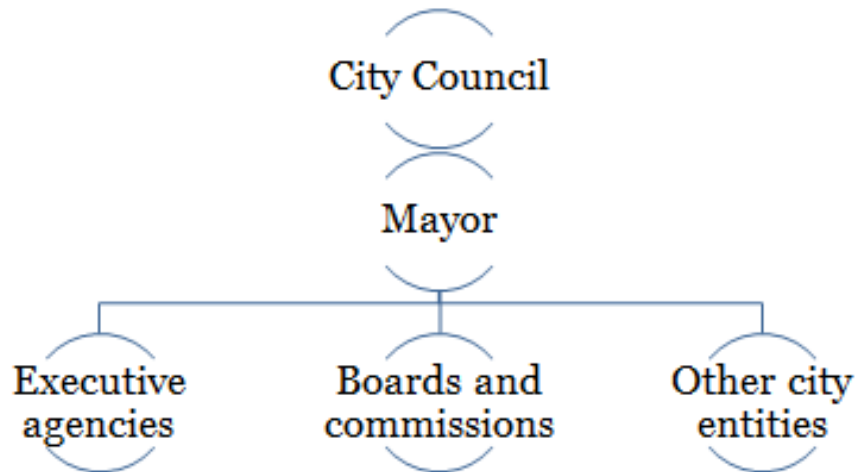 City Council
Mayor
Executive
agencies
Boards and
commissions
Other city
entities